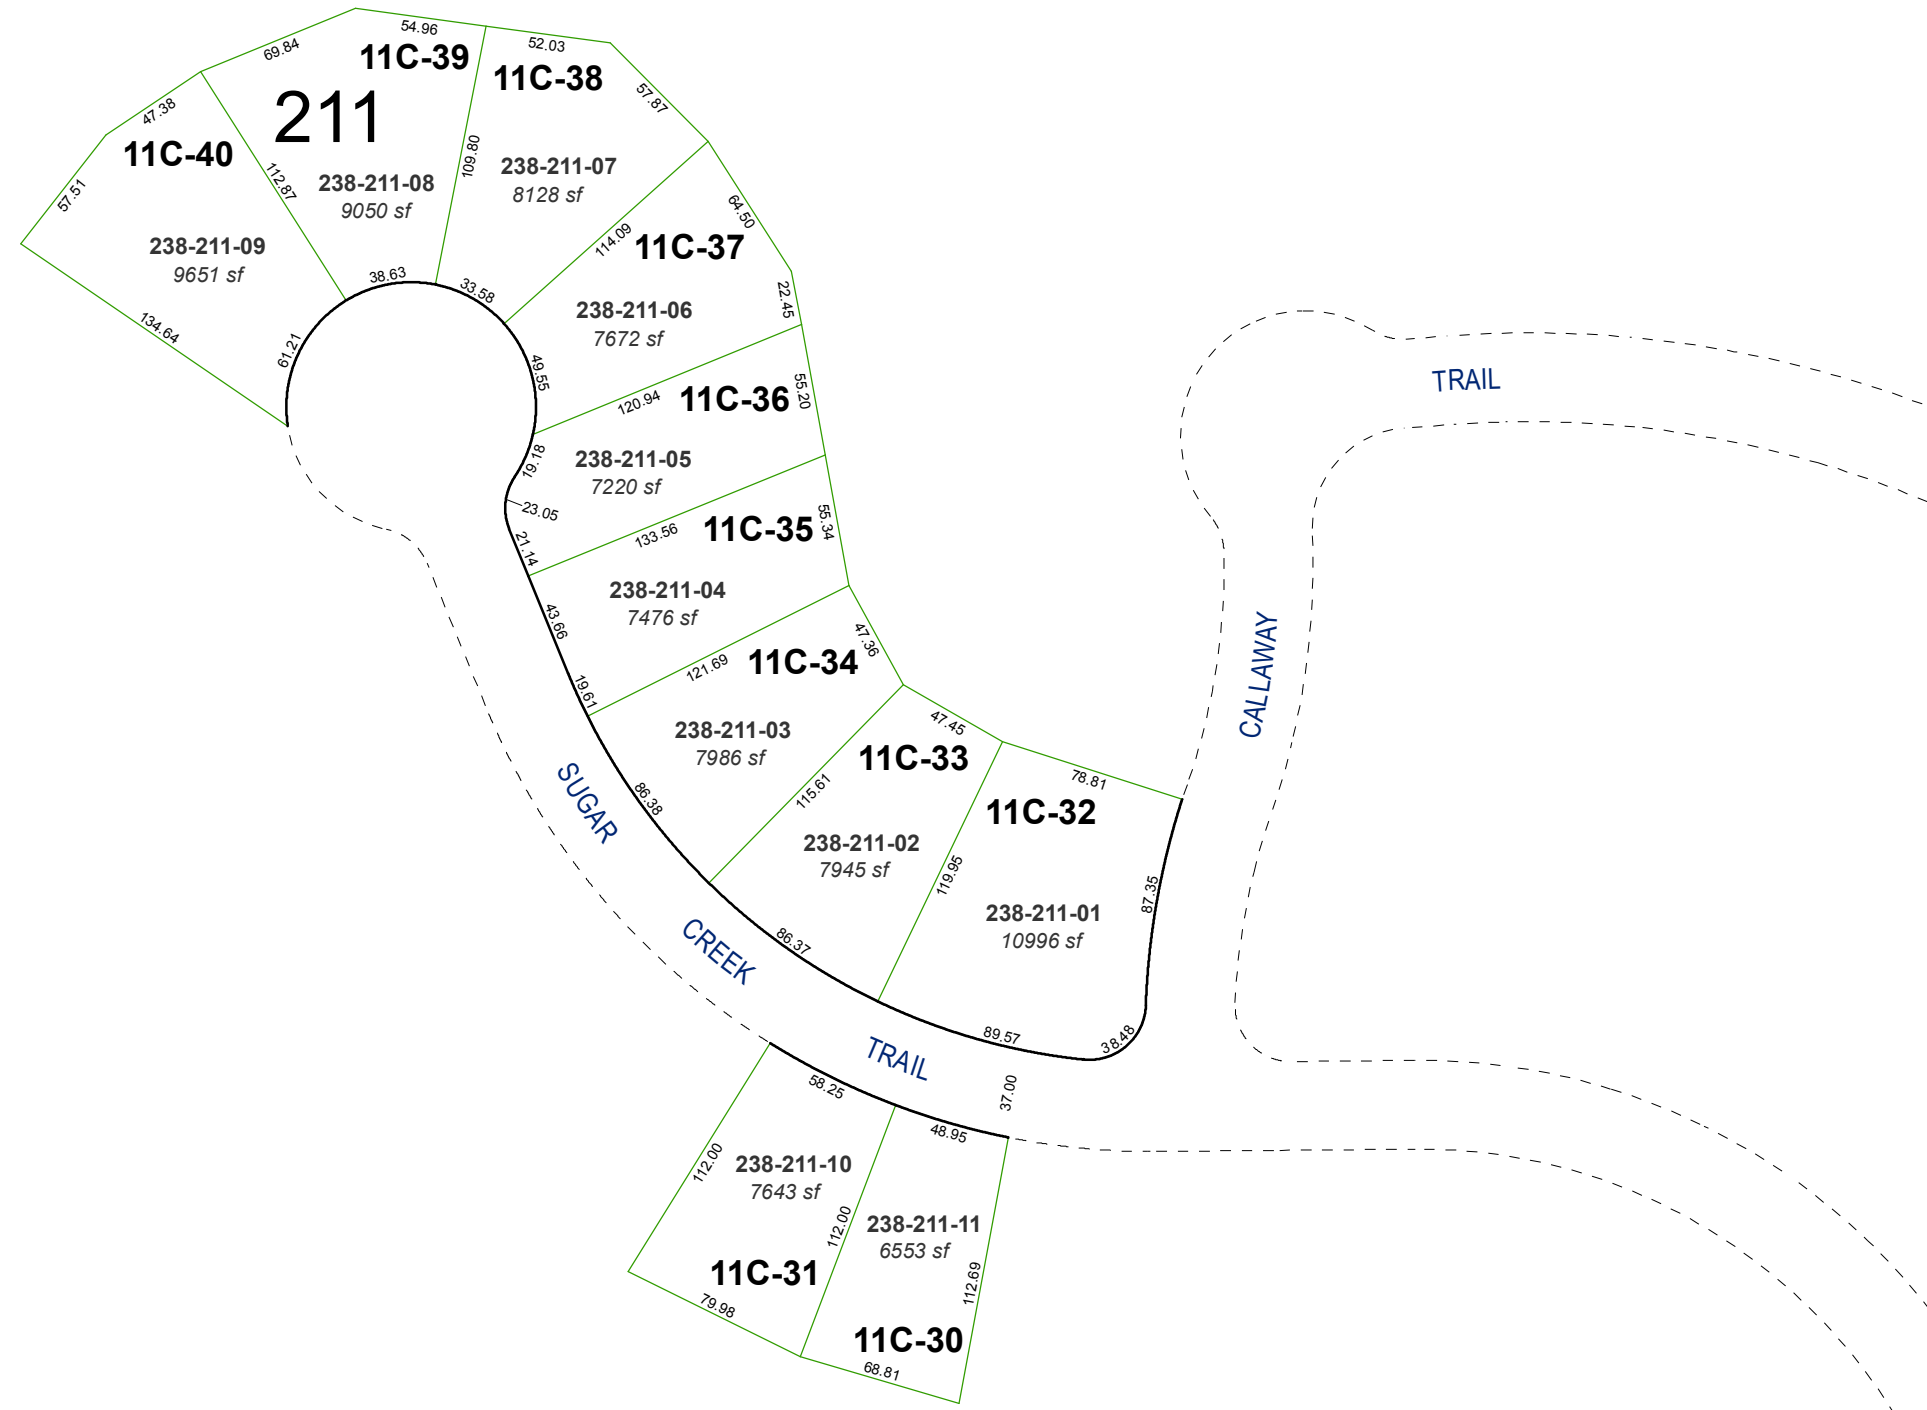 54.96
52.03
69.84
11C-39
11C-38
57.87
211
47.38
11C-40
109.80
112.87
238-211-07
8128 sf
238-211-08
9050 sf
57.51
64.50
114.09
11C-37
238-211-09
9651 sf
38.63
33.58
22.45
238-211-06
7672 sf
134.64
61.21
49.55
TRAIL
55.20
120.94
11C-36
19.18
238-211-05
7220 sf
23.05
55.34
133.56
11C-35
21.14
238-211-04
7476 sf
43.66
47.36
121.69
11C-34
CALLAWAY
19.61
47.45
238-211-03
7986 sf
11C-33
78.81
115.61
86.38
SUGAR
11C-32
238-211-02
7945 sf
119.95
87.35
238-211-01
10996 sf
86.37
CREEK
89.57
38.48
TRAIL
58.25
37.00
48.95
112.00
238-211-10
7643 sf
112.00
238-211-11
6553 sf
11C-31
112.69
79.98
11C-30
68.81